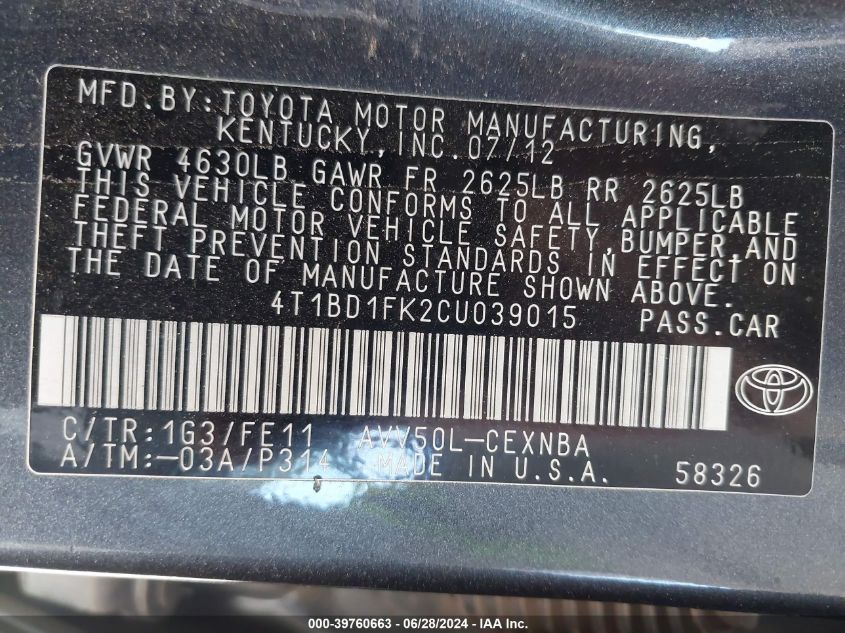 MFD.BY:TOYOTA MOTOR MANUFACTURING,
KENTUCKY,INC.07/12
GVWR 4630LB GAWR FR 2625LB RR 2625LB
THIS VEHICLE CONFORMS TO ALL APPLICABLE
FEDERAL MOTOR VEHICLE SAFETY,BUMPER,AND
THEFT PREVENTION STANDARDS IN EFFECT ON
THE DATE OF MANUFACTURE SHOWN ABOVE.
4T1BD1FK2CU039015 PASS.CAR
C/TR:1G3/FE11 AVV50L-CEXNBA
A/TM:-03A/P314 MADE IN U.S.A. 58326
000-39760663 - 06/28/2024 - IAAI.com